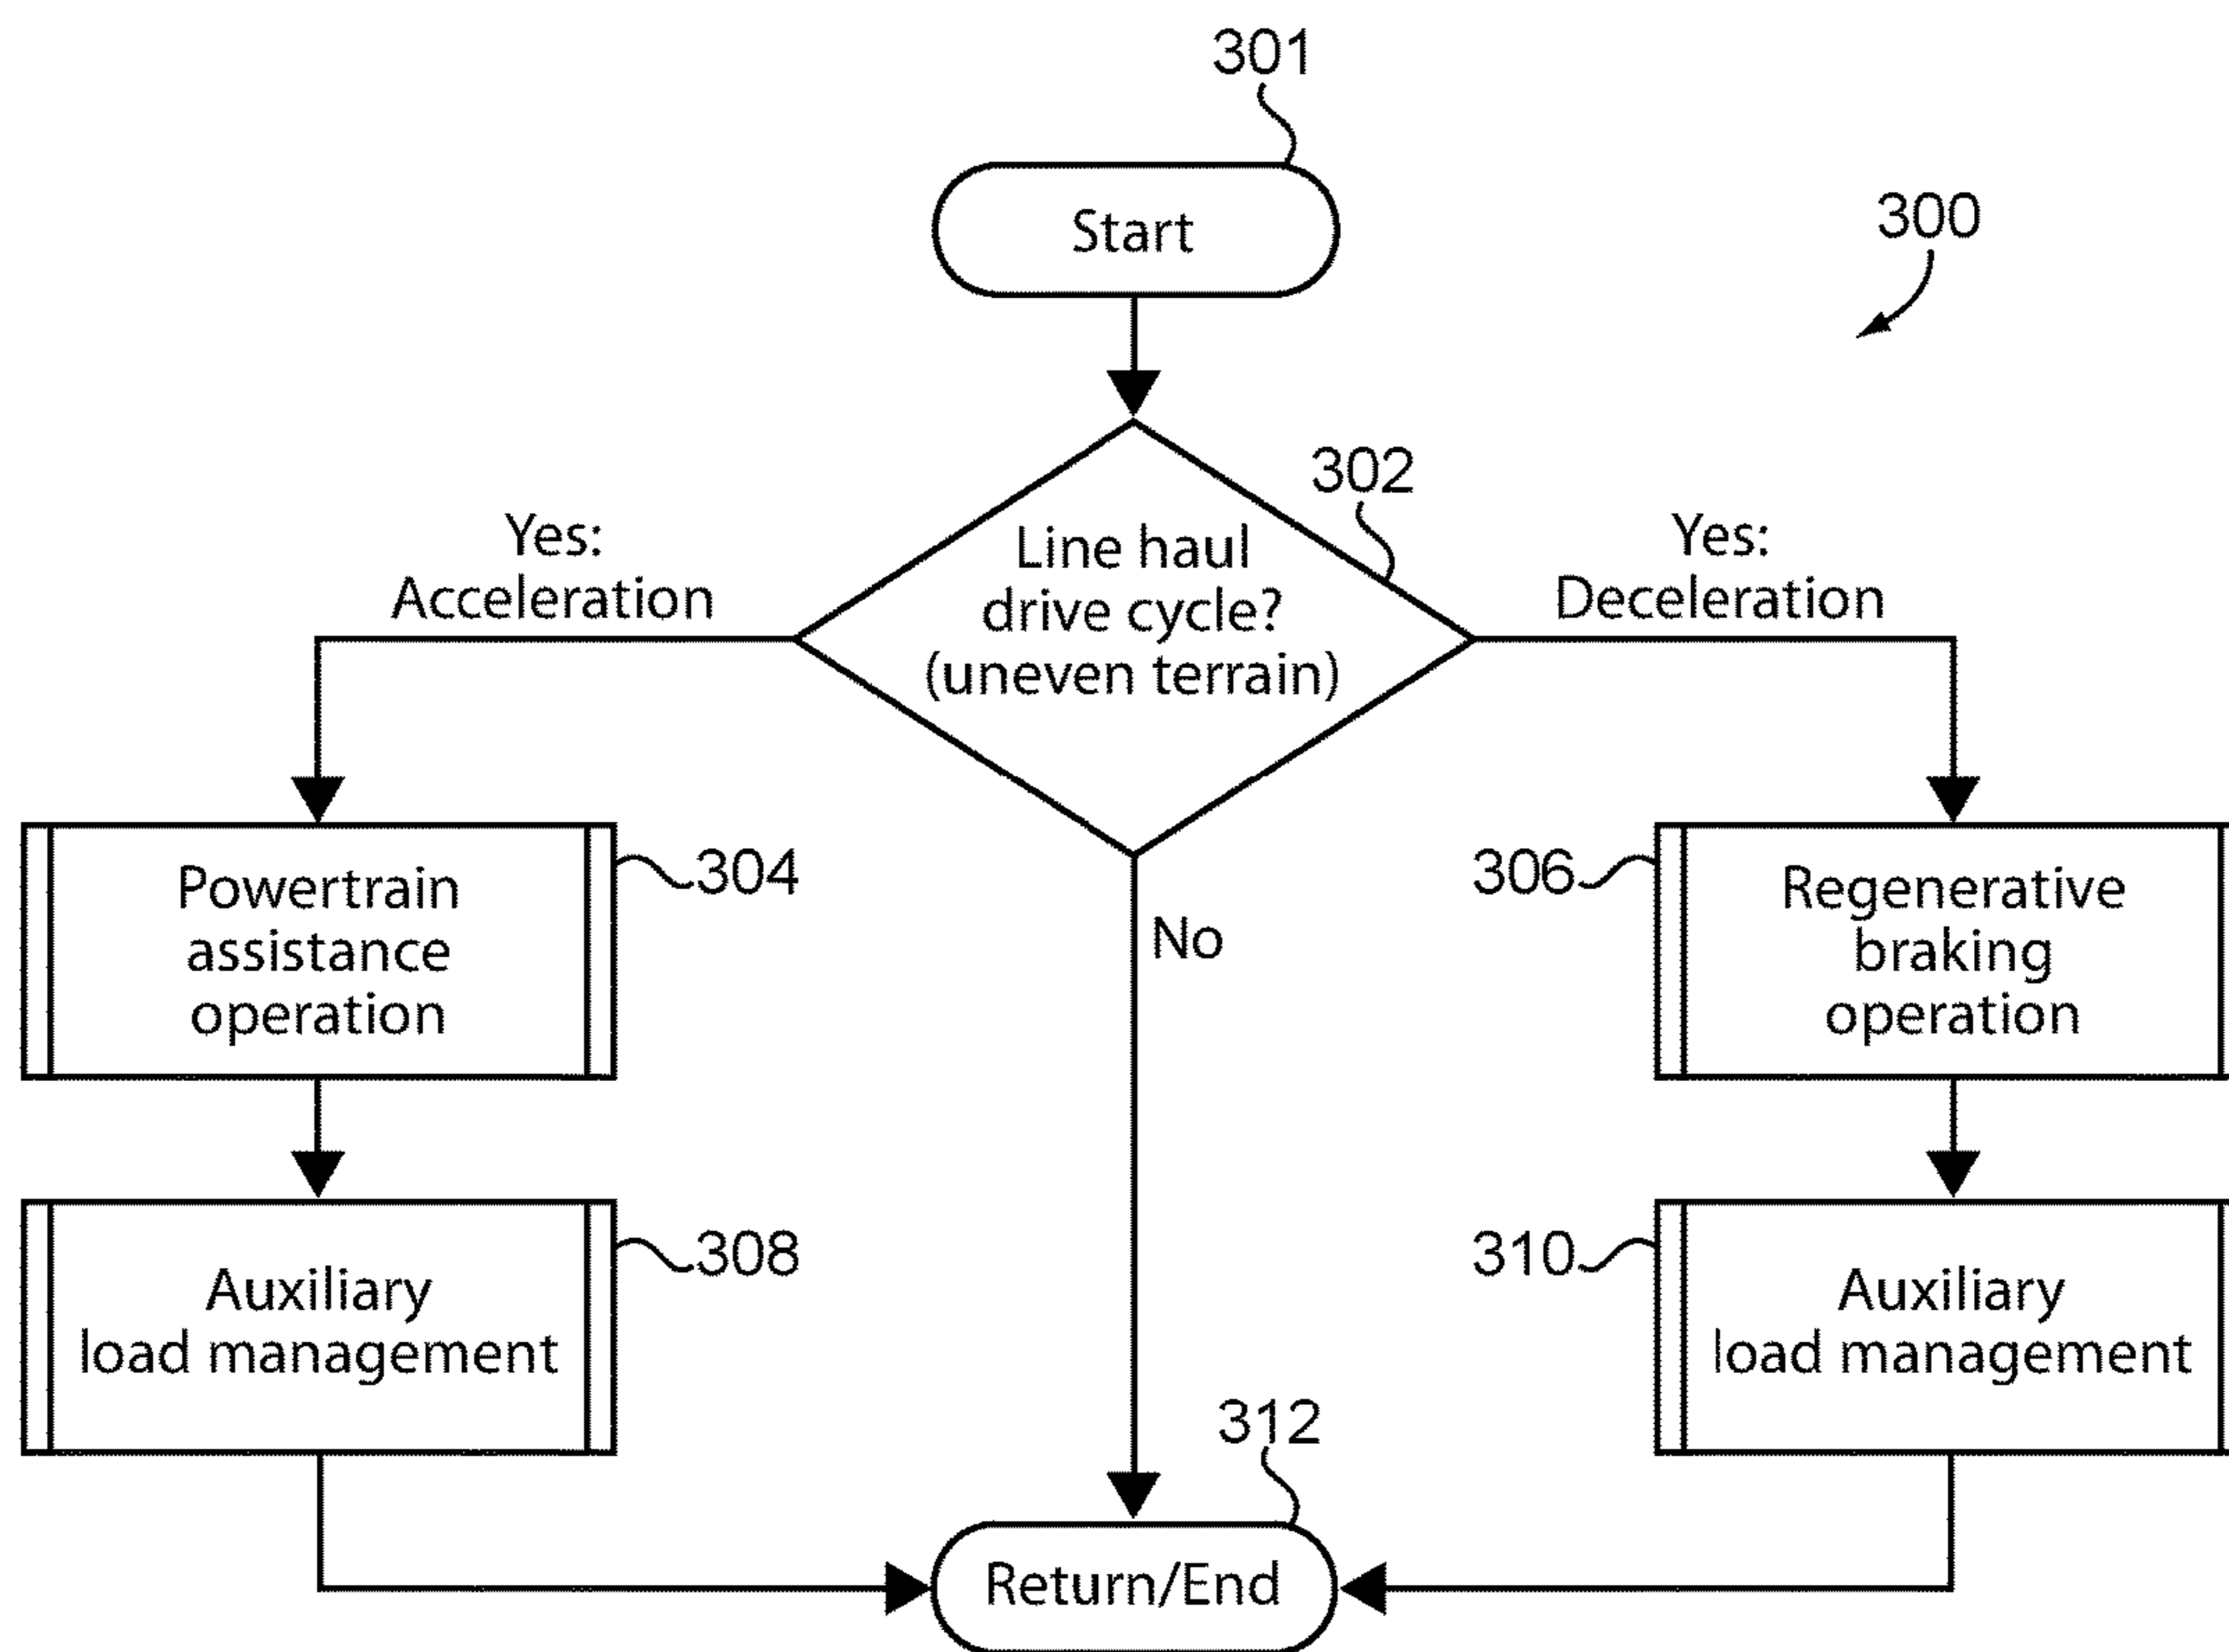 301
Start
300
302
Line haul
drive cycle?
(uneven terrain)
Yes:
Acceleration
Yes:
Deceleration
Powertrain
assistance
operation
304
No
306
Regenerative
braking
operation
Auxiliary
load management
308
310
Auxiliary
load management
312
Return/End